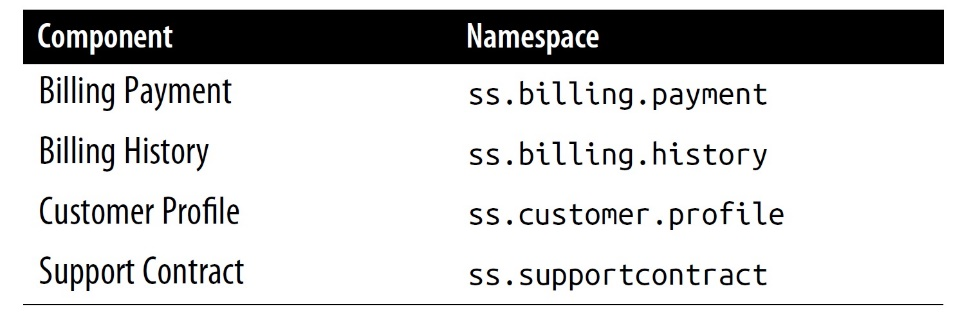 Component Namespace
Billing Payment ss.billing.payment
Billing History ss.billing.history
Customer Profile ss.customer.profile
Support Contract ss.supportcontract